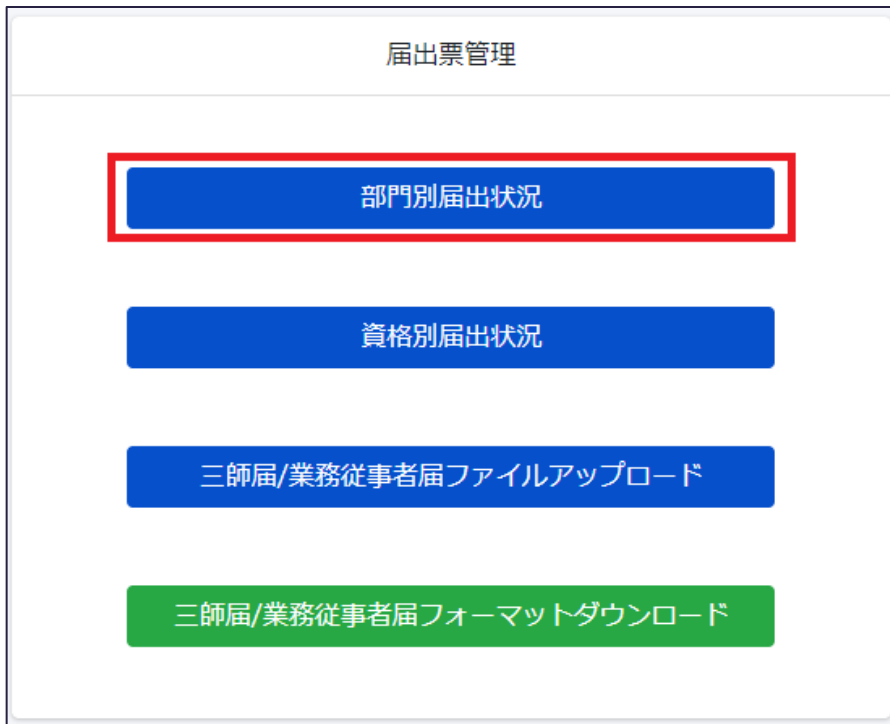 届出票管理
部門別届出状況
資格別届出状況
三師届/業務従事者届ファイルアップロード
三師届/業務従事者届フォーマットダウンロード